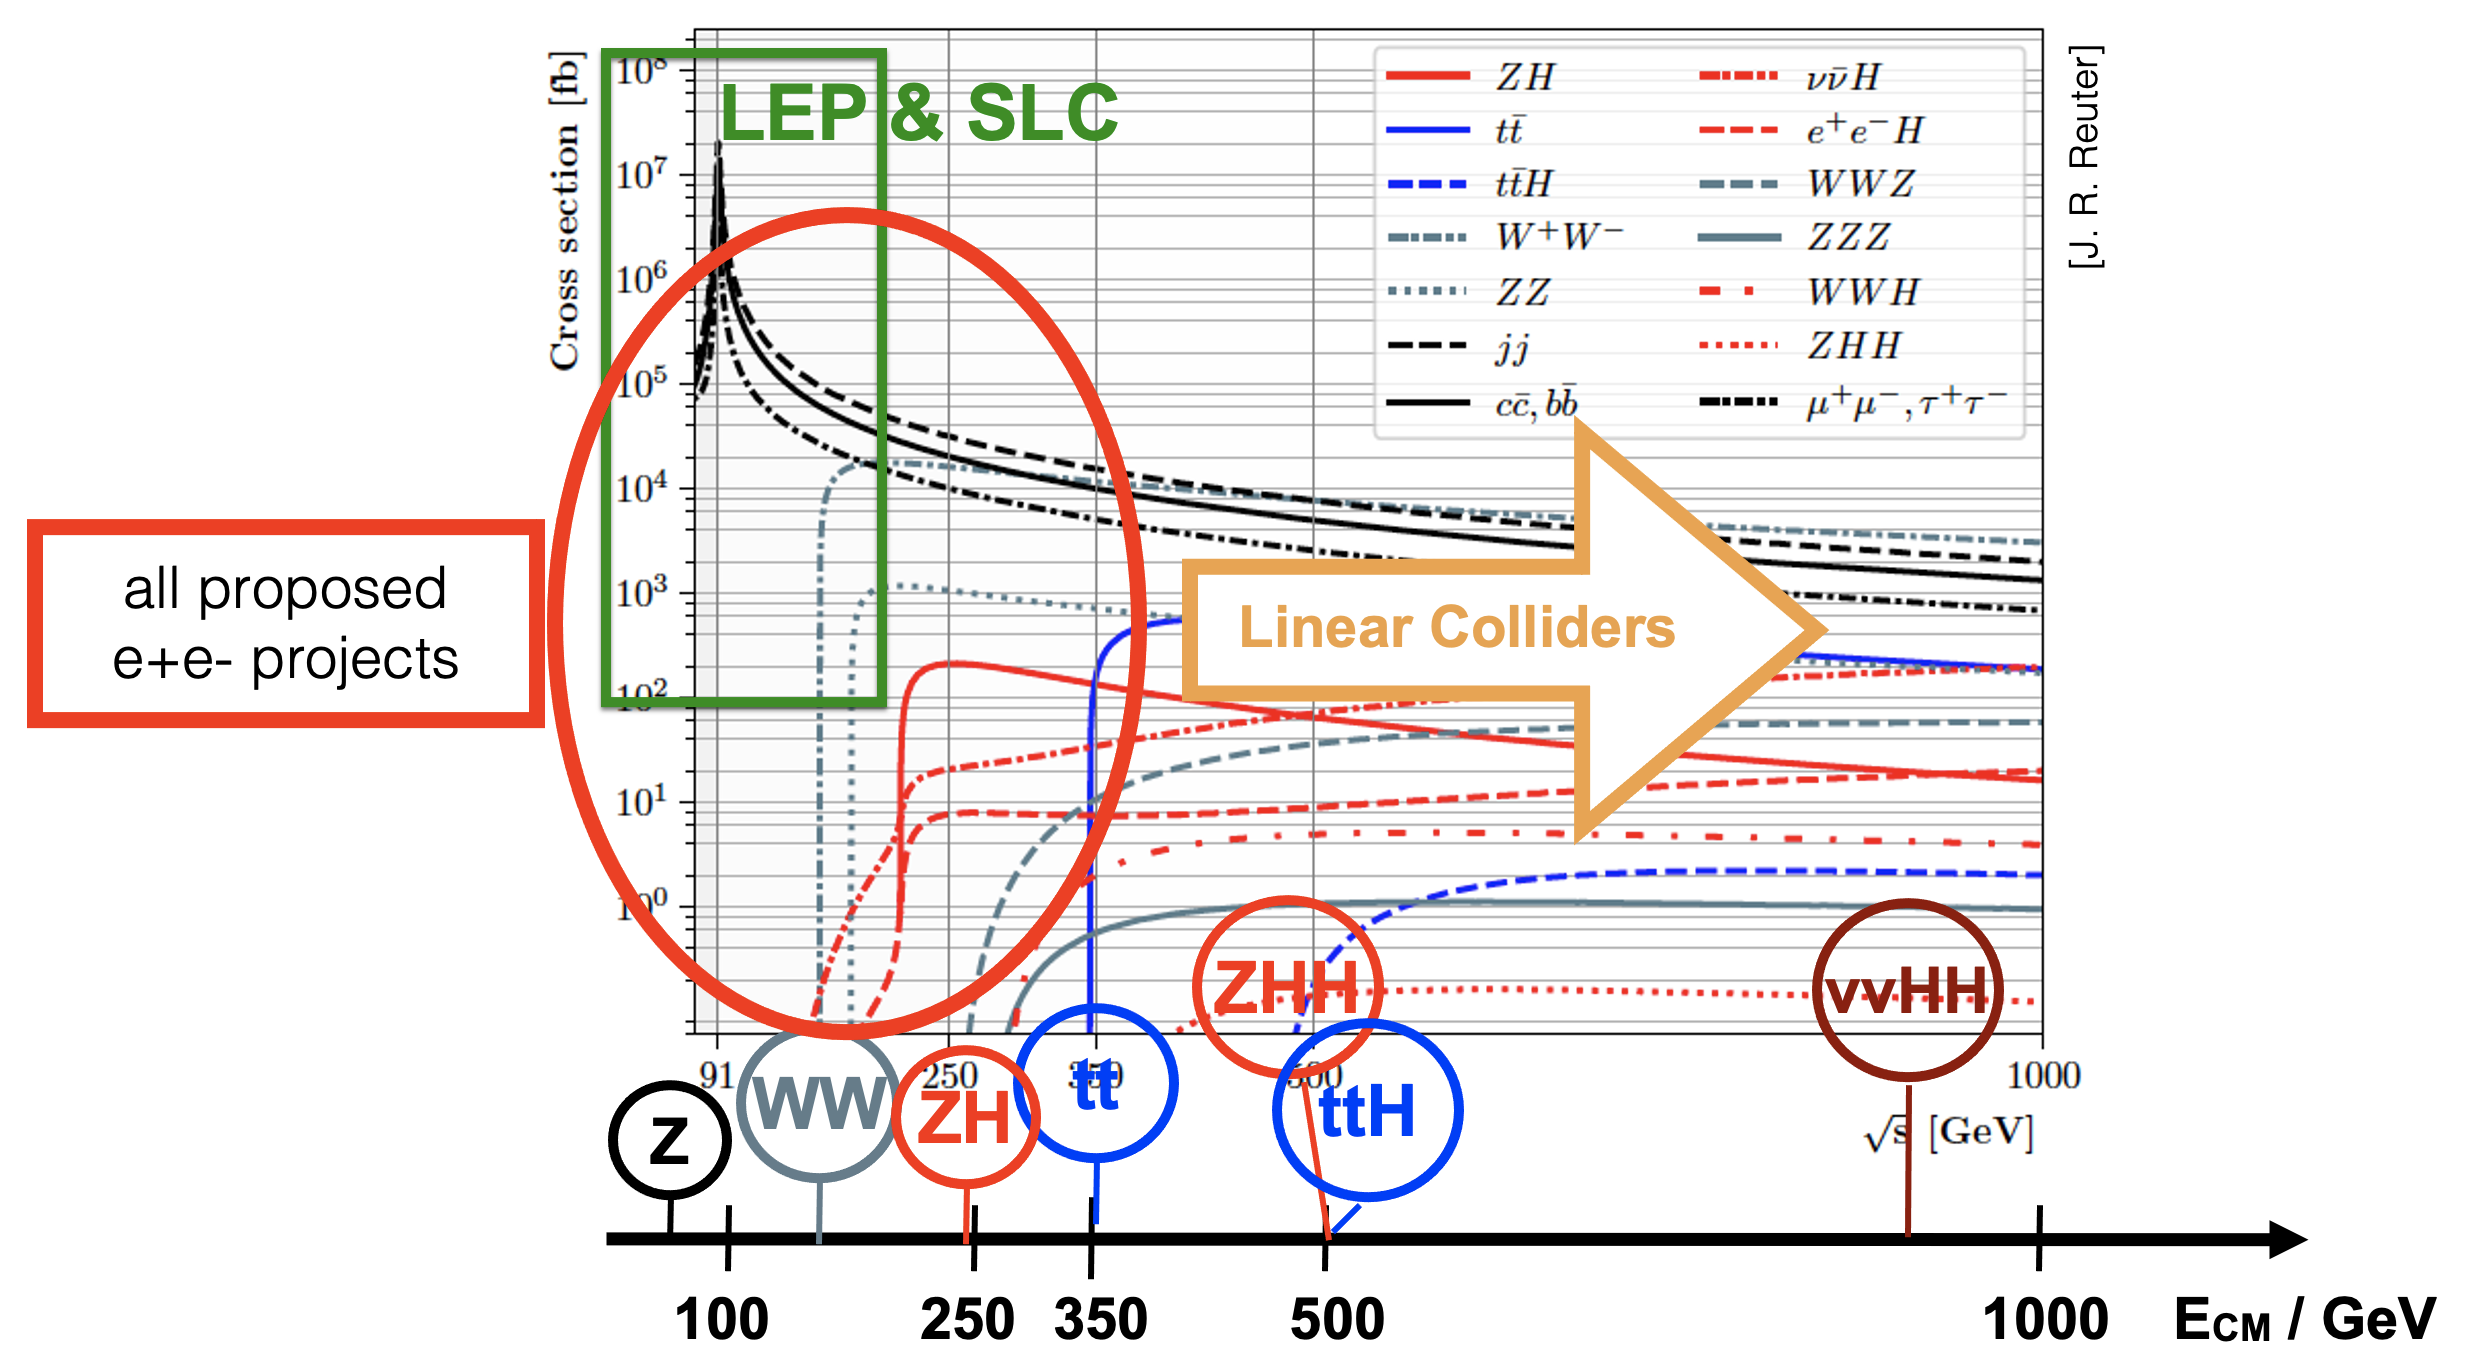 Cross section [fb]
10⁸
10⁷
10⁶
10⁵
10⁴
10³
10²
10¹
10⁰
LEP & SLC
ZH
tt̄
tt̄H
W⁺W⁻
ZZ
jj
cc̄, bb̄
νν̄H
e⁺e⁻H
WWZ
ZZZ
WWH
ZHH
μ⁺μ⁻, τ⁺τ⁻
[J. R. Reuter]
all proposed
e+e- projects
Linear Colliders
ZHH
vvHH
91
250
350
500
1000
√s [GeV]
Z
WW
ZH
tt
ttH
100
250
350
500
1000
E_CM / GeV